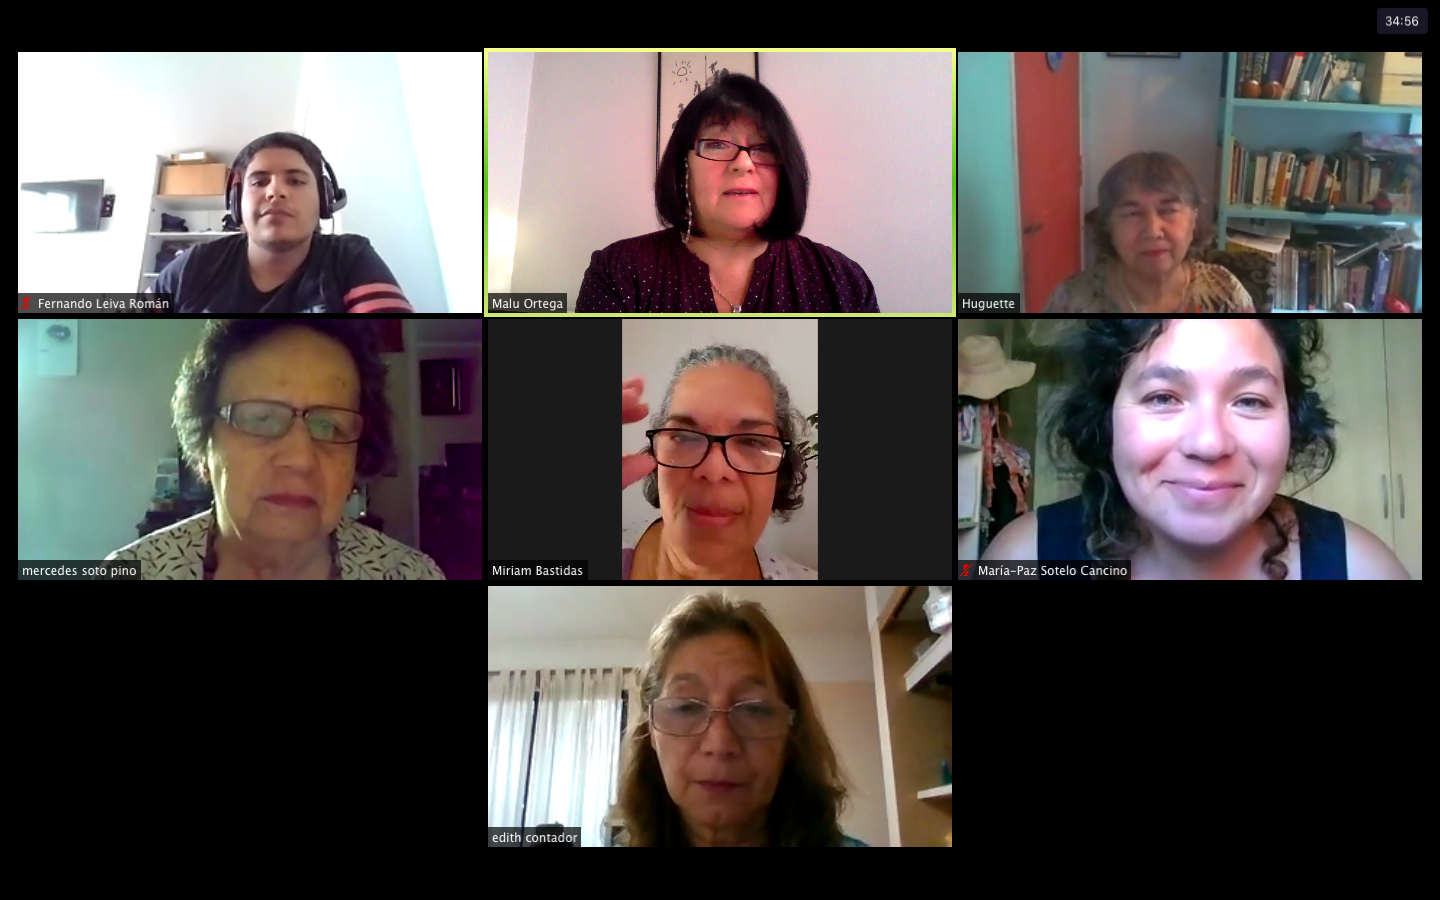 34:56
Fernando Leiva Román
Malu Ortega
Huguette
mercedes soto pino
Miriam Bastidas
María-Paz Sotelo Cancino
edith contador